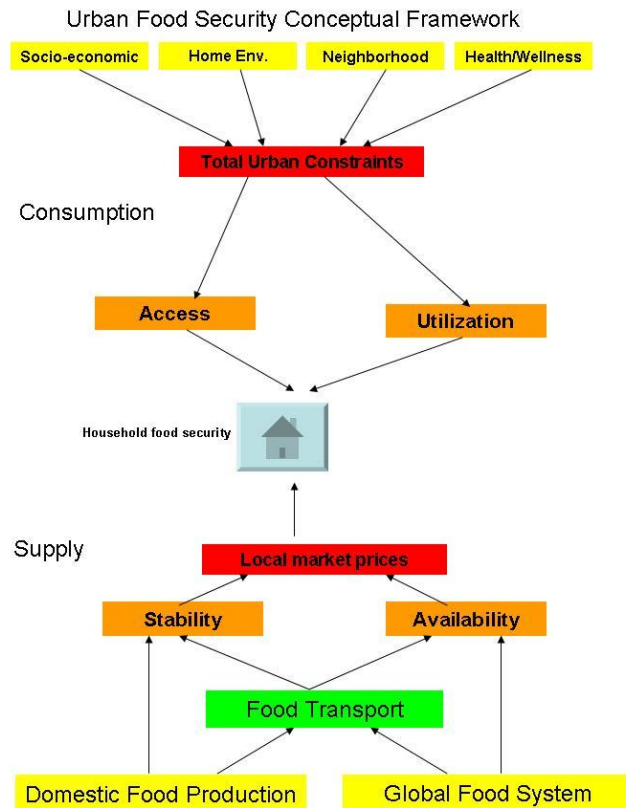 Urban Food Security Conceptual Framework
Socio-economic
Home Env.
Neighborhood
Health/Wellness
Total Urban Constraints
Consumption
Access
Utilization
Household food security
Supply
Local market prices
Stability
Availability
Food Transport
Domestic Food Production
Global Food System